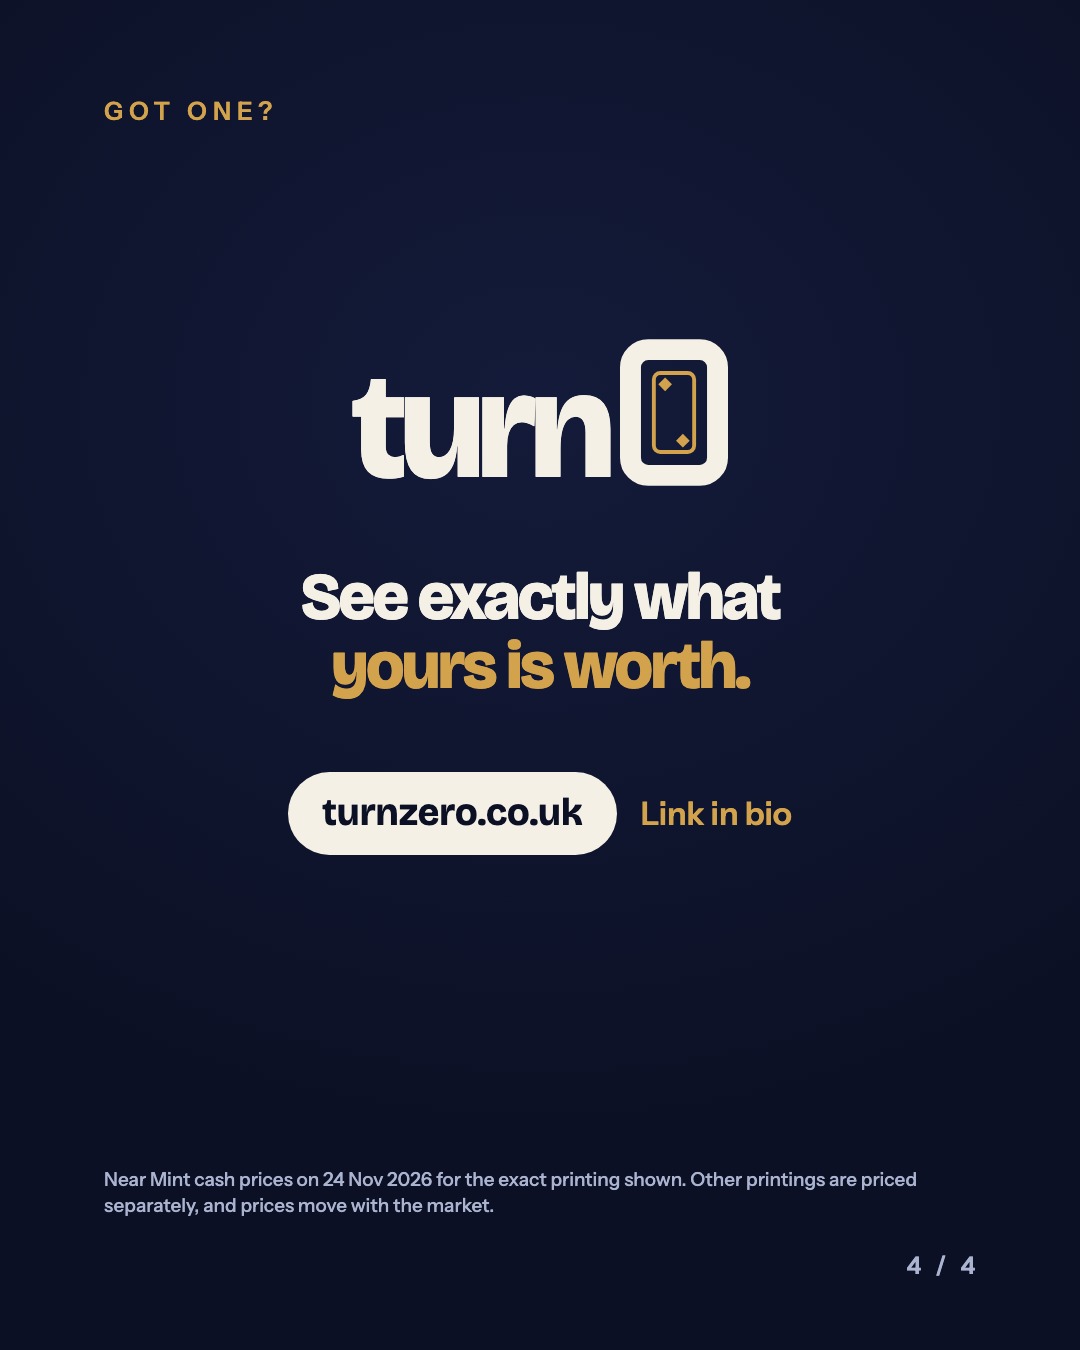 GOT ONE?
turn0
See exactly what
yours is worth.
turnzero.co.uk
Link in bio
Near Mint cash prices on 24 Nov 2026 for the exact printing shown. Other printings are priced
separately, and prices move with the market.
4 / 4